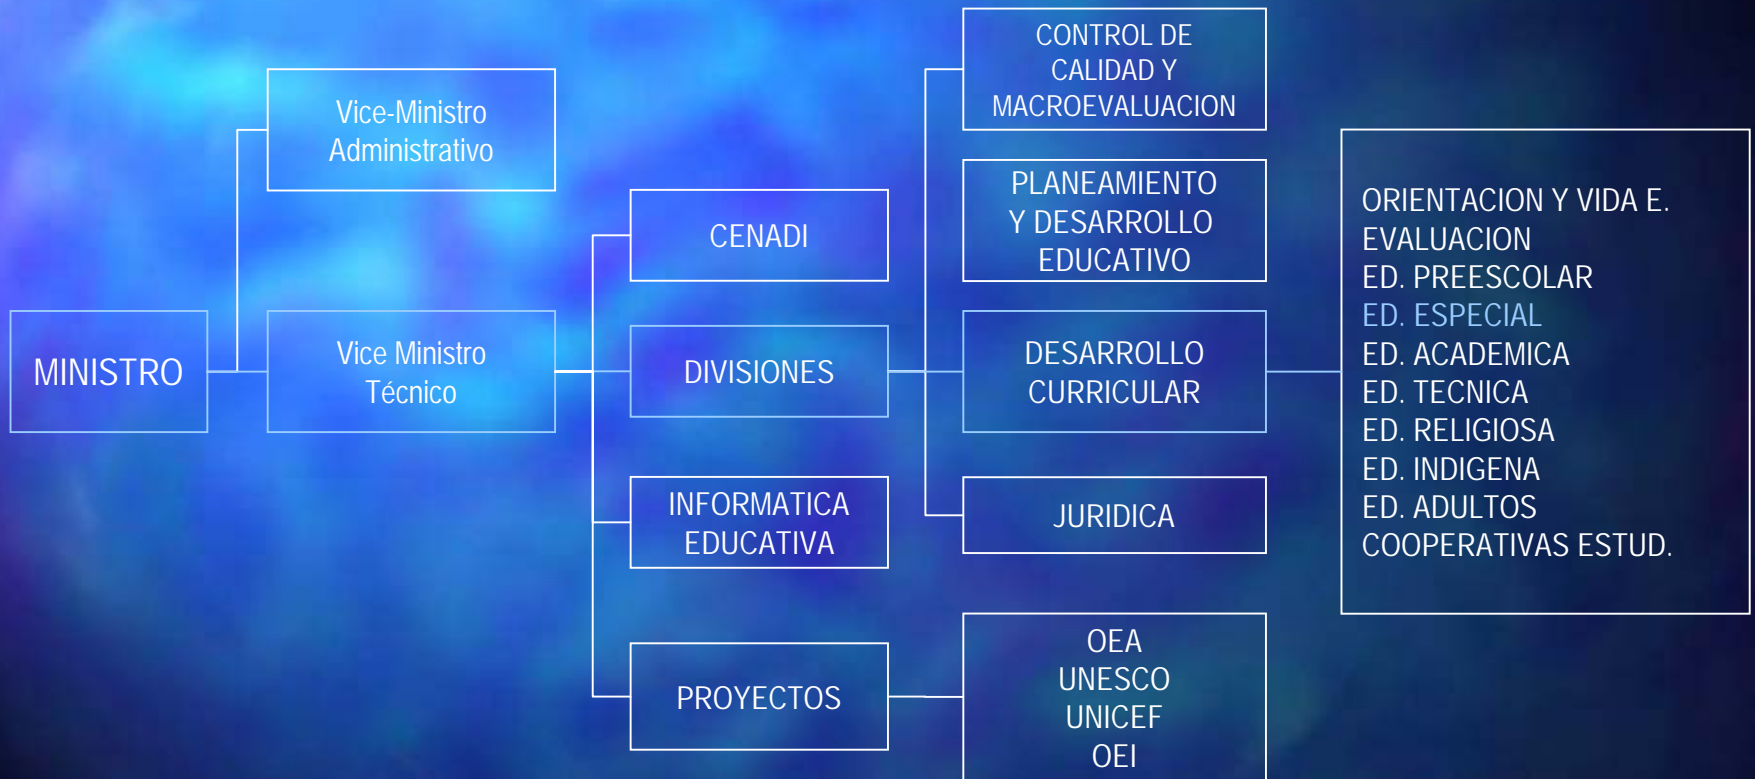 MINISTRO
Vice-Ministro
Administrativo
Vice Ministro
Técnico
CENADI
DIVISIONES
INFORMATICA
EDUCATIVA
PROYECTOS
CONTROL DE
CALIDAD Y
MACROEVALUACION
PLANEAMIENTO
Y DESARROLLO
EDUCATIVO
DESARROLLO
CURRICULAR
JURIDICA
OEA
UNESCO
UNICEF
OEI
ORIENTACION Y VIDA E.
EVALUACION
ED. PREESCOLAR
ED. ESPECIAL
ED. ACADEMICA
ED. TECNICA
ED. RELIGIOSA
ED. INDIGENA
ED. ADULTOS
COOPERATIVAS ESTUD.